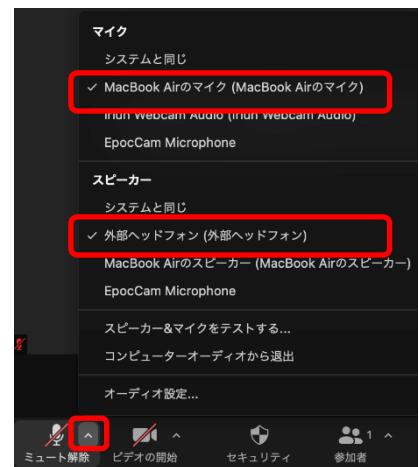 マイク
システムと同じ
✓ MacBook Airのマイク (MacBook Airのマイク)
Iriun Webcam Audio (Iriun Webcam Audio)
EpocCam Microphone
スピーカー
システムと同じ
✓ 外部ヘッドフォン (外部ヘッドフォン)
MacBook Airのスピーカー (MacBook Airのスピーカー)
EpocCam Microphone
スピーカー&マイクをテストする...
コンピューターオーディオから退出
オーディオ設定...
1
ミュート解除 ビデオの開始 セキュリティ 参加者